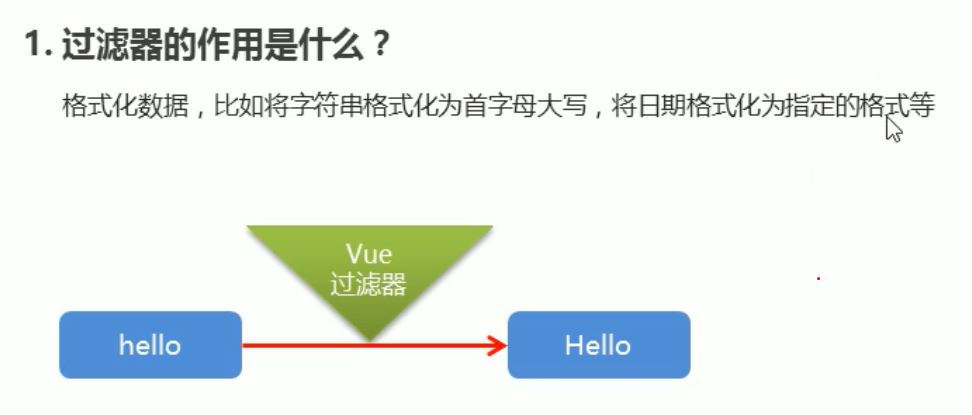 1. 过滤器的作用是什么？
格式化数据，比如将字符串格式化为首字母大写，将日期格式化为指定的格式等
Vue
过滤器
hello
Hello